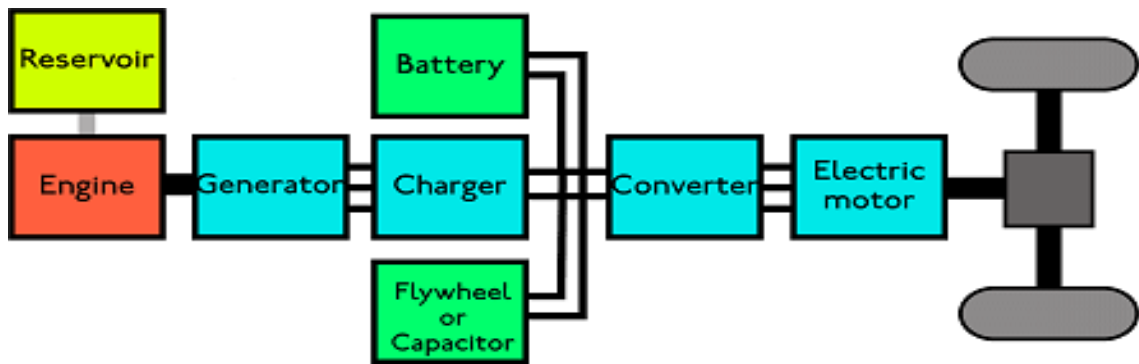 Reservoir
Battery
Engine
Generator
Charger
Converter
Electric
motor
Flywheel
or
Capacitor